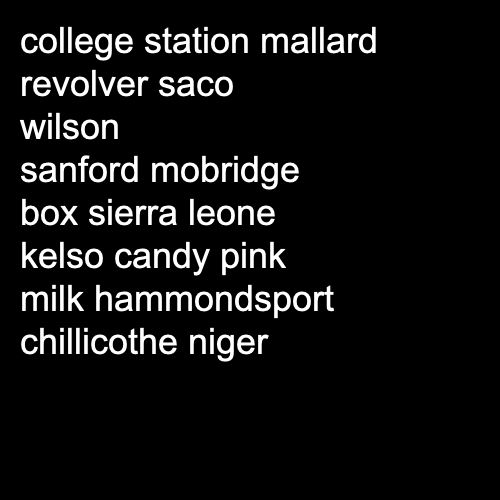 college station mallard
revolver saco
wilson
sanford mobridge
box sierra leone
kelso candy pink
milk hammondsport
chillicothe niger